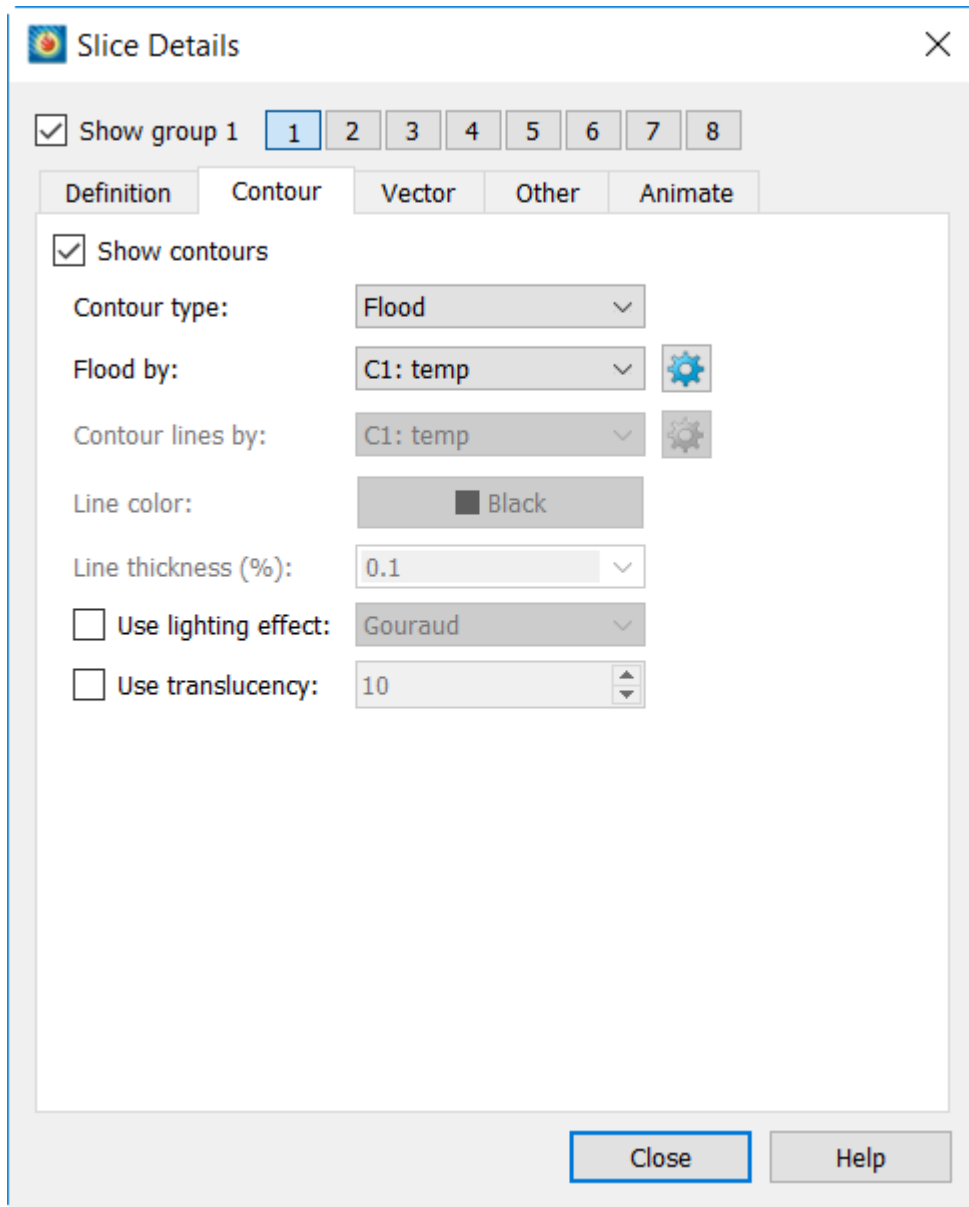 Slice Details
Show group 1 1 2 3 4 5 6 7 8
Definition Contour Vector Other Animate
Show contours
Contour type: Flood
Flood by: C1: temp
Contour lines by: C1: temp
Line color: Black
Line thickness (%): 0.1
Use lighting effect: Gouraud
Use translucency: 10
Close Help